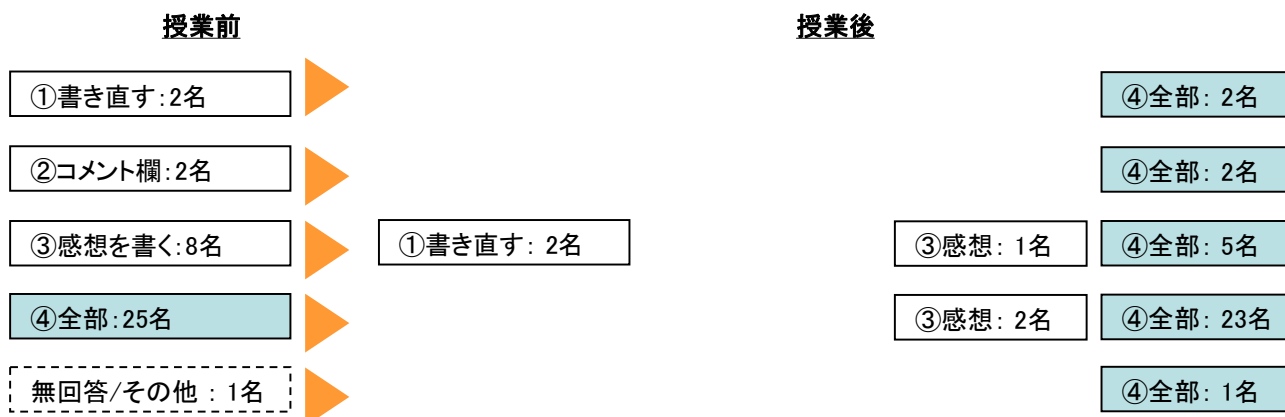 授業前 授業後
①書き直す:2名 ④全部: 2名
②コメント欄:2名 ④全部: 2名
③感想を書く:8名 ①書き直す: 2名 ③感想: 1名 ④全部: 5名
④全部:25名 ③感想: 2名 ④全部: 23名
無回答/その他 : 1名 ④全部: 1名